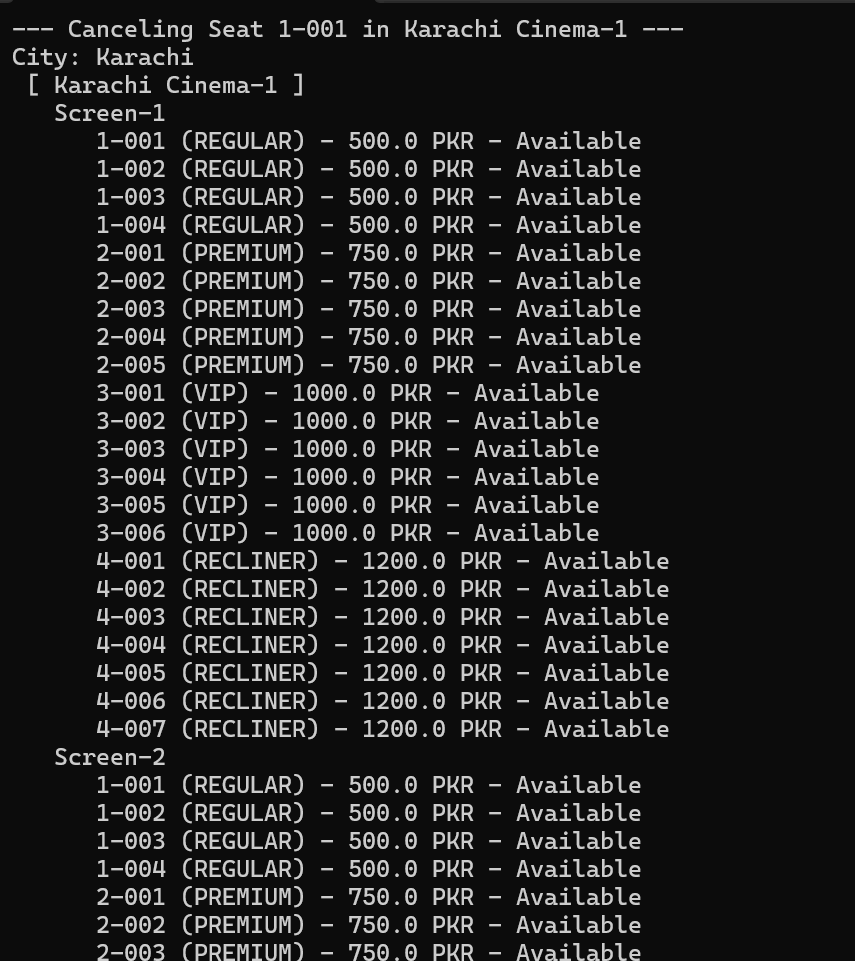 --- Canceling Seat 1-001 in Karachi Cinema-1 ---
City: Karachi
[ Karachi Cinema-1 ]
Screen-1
1-001 (REGULAR) - 500.0 PKR - Available
1-002 (REGULAR) - 500.0 PKR - Available
1-003 (REGULAR) - 500.0 PKR - Available
1-004 (REGULAR) - 500.0 PKR - Available
2-001 (PREMIUM) - 750.0 PKR - Available
2-002 (PREMIUM) - 750.0 PKR - Available
2-003 (PREMIUM) - 750.0 PKR - Available
2-004 (PREMIUM) - 750.0 PKR - Available
2-005 (PREMIUM) - 750.0 PKR - Available
3-001 (VIP) - 1000.0 PKR - Available
3-002 (VIP) - 1000.0 PKR - Available
3-003 (VIP) - 1000.0 PKR - Available
3-004 (VIP) - 1000.0 PKR - Available
3-005 (VIP) - 1000.0 PKR - Available
3-006 (VIP) - 1000.0 PKR - Available
4-001 (RECLINER) - 1200.0 PKR - Available
4-002 (RECLINER) - 1200.0 PKR - Available
4-003 (RECLINER) - 1200.0 PKR - Available
4-004 (RECLINER) - 1200.0 PKR - Available
4-005 (RECLINER) - 1200.0 PKR - Available
4-006 (RECLINER) - 1200.0 PKR - Available
4-007 (RECLINER) - 1200.0 PKR - Available
Screen-2
1-001 (REGULAR) - 500.0 PKR - Available
1-002 (REGULAR) - 500.0 PKR - Available
1-003 (REGULAR) - 500.0 PKR - Available
1-004 (REGULAR) - 500.0 PKR - Available
2-001 (PREMIUM) - 750.0 PKR - Available
2-002 (PREMIUM) - 750.0 PKR - Available
2-003 (PREMIUM) - 750.0 PKR - Available